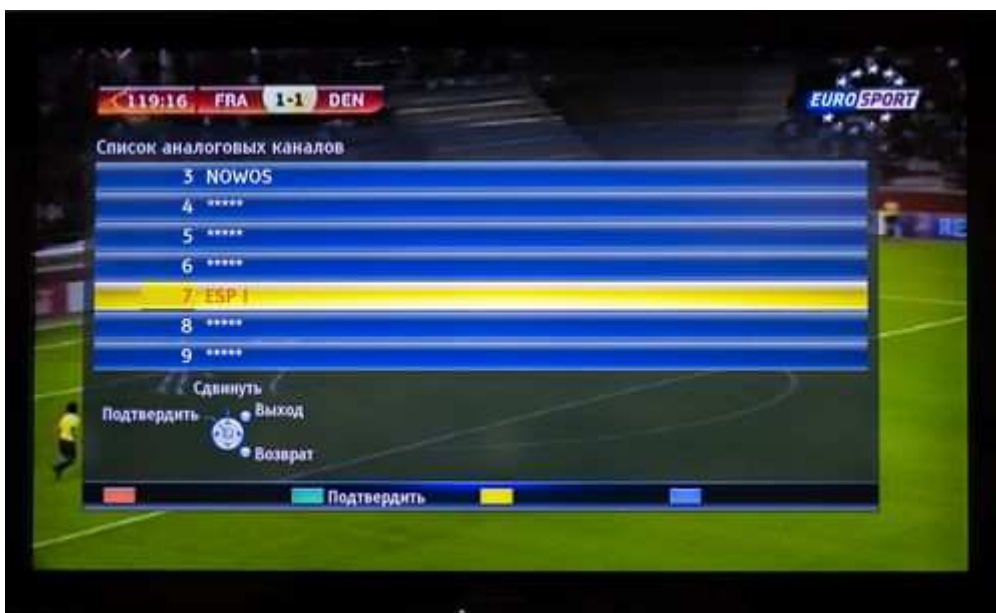 119:16 FRA 1-1 DEN
EUROSPORT
Список аналоговых каналов
3 NOWOS
4 *****
5 *****
6 *****
7 ESP I
8 *****
9 *****
Сдвинуть
Подтвердить
Выход
Возврат
Подтвердить
RE